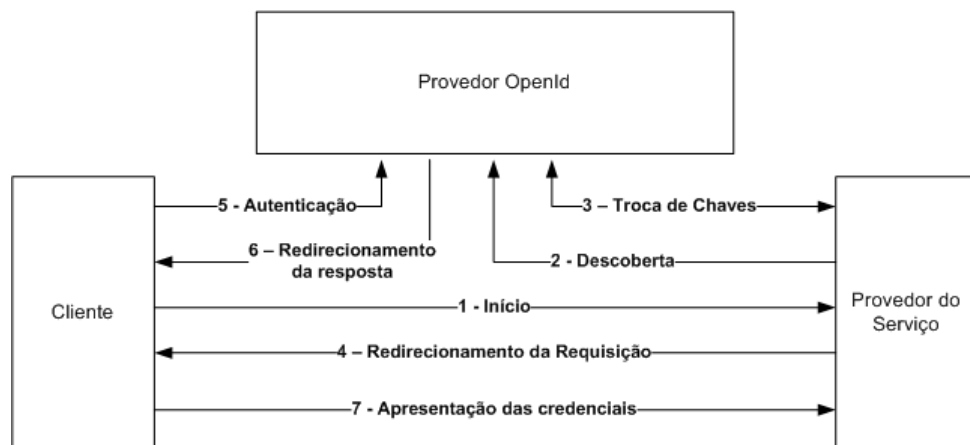 Provedor OpenId
5 - Autenticação
3 – Troca de Chaves
6 – Redirecionamento
da resposta
2 - Descoberta
Cliente
1 - Início
Provedor do
Serviço
4 – Redirecionamento da Requisição
7 - Apresentação das credenciais